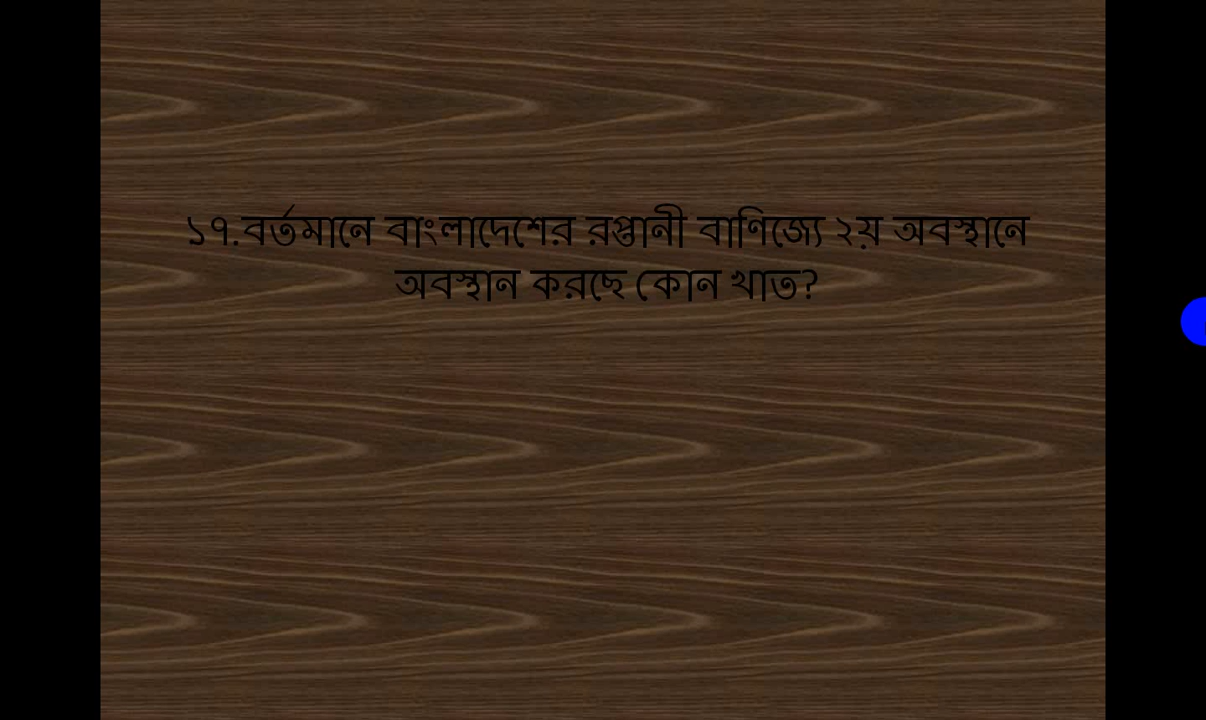 ১৭.বর্তমানে বাংলাদেশের রপ্তানী বাণিজ্যে ২য় অবস্থানে
অবস্থান করছে কোন খাত?